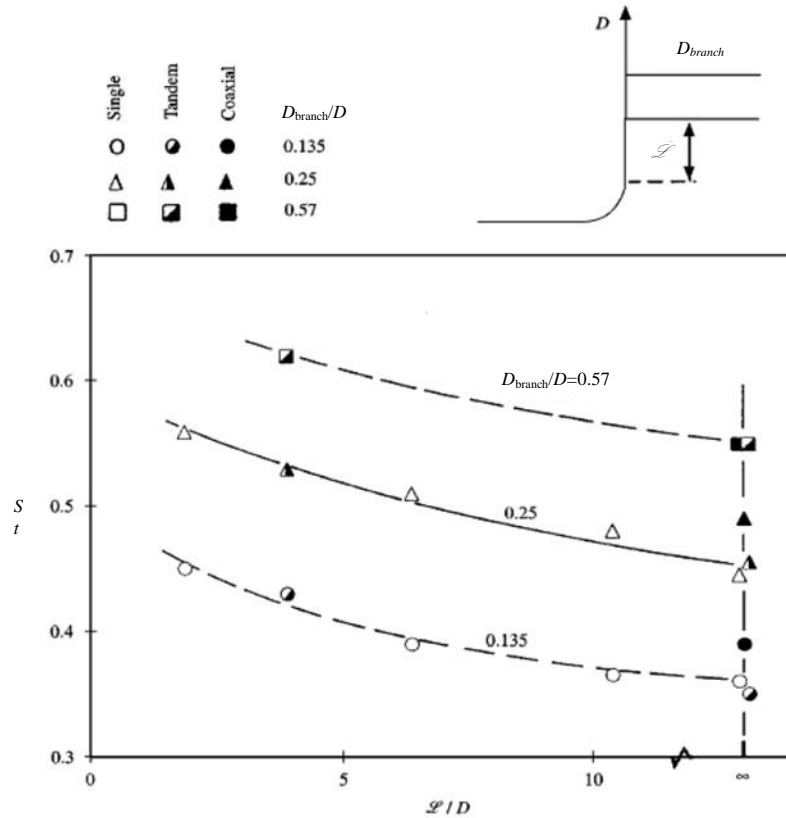 Single
Tandem
Coaxial
D_branch/D
0.135
0.25
0.57
D
D_branch
ℒ
0.7
0.6
0.5
0.4
0.3
S
t
D_branch/D=0.57
0.25
0.135
0
5
10
∞
ℒ/D